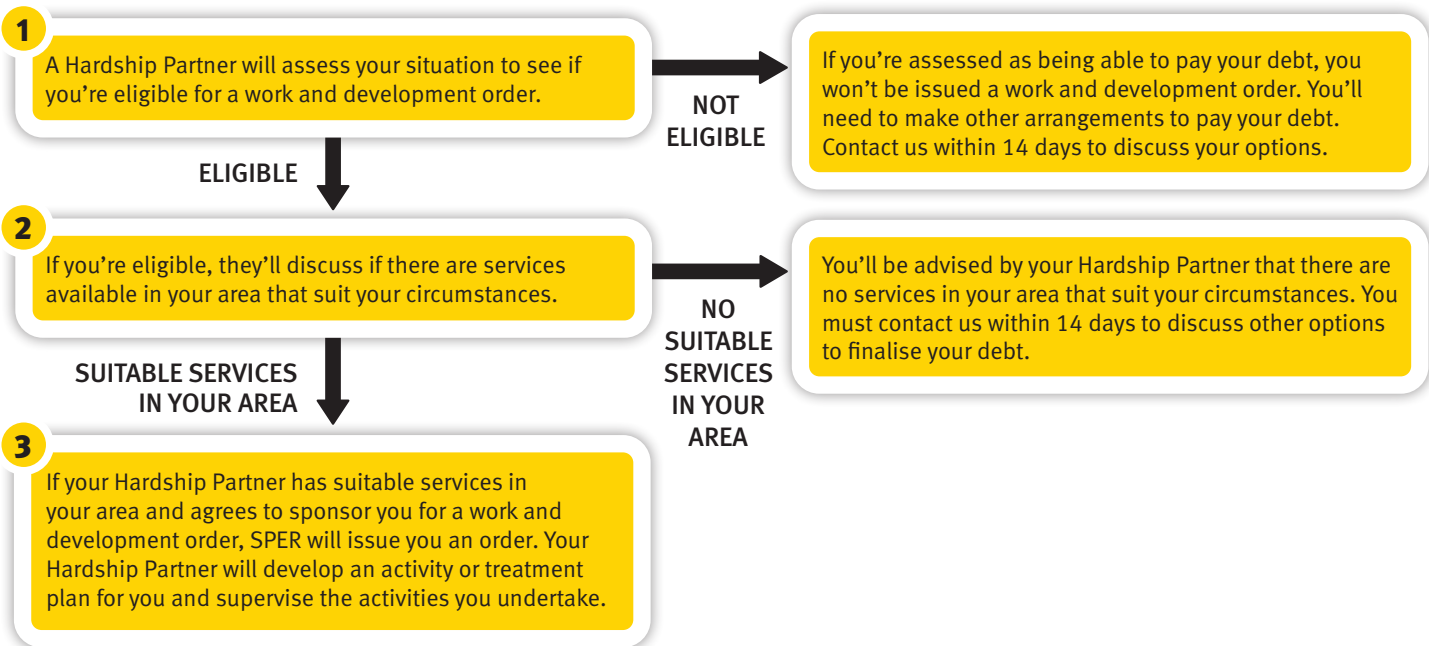 1
A Hardship Partner will assess your situation to see if
you’re eligible for a work and development order.
NOT
ELIGIBLE
If you’re assessed as being able to pay your debt, you
won’t be issued a work and development order. You’ll
need to make other arrangements to pay your debt.
Contact us within 14 days to discuss your options.
ELIGIBLE
2
If you’re eligible, they’ll discuss if there are services
available in your area that suit your circumstances.
NO
SUITABLE
SERVICES
IN YOUR
AREA
You’ll be advised by your Hardship Partner that there are
no services in your area that suit your circumstances. You
must contact us within 14 days to discuss other options
to finalise your debt.
SUITABLE SERVICES
IN YOUR AREA
3
If your Hardship Partner has suitable services in
your area and agrees to sponsor you for a work and
development order, SPER will issue you an order. Your
Hardship Partner will develop an activity or treatment
plan for you and supervise the activities you undertake.